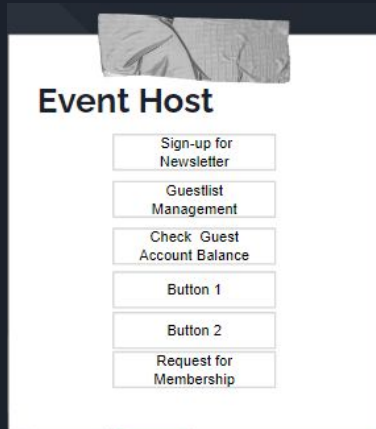 Event Host
Sign-up for
Newsletter
Guestlist
Management
Check Guest
Account Balance
Button 1
Button 2
Request for
Membership